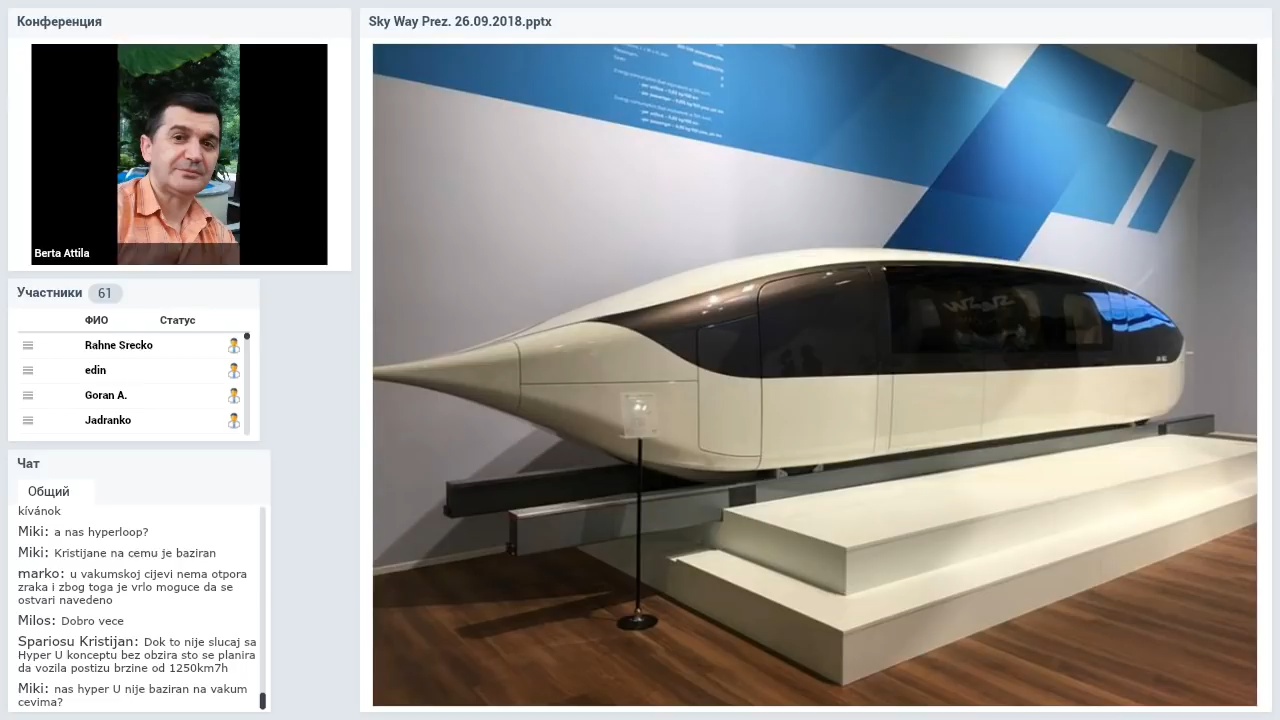 Конференция
Berta Attila
Участники 61
ФИО Статус
Rahne Srecko
edin
Goran A.
Jadranko
Чат
Общий
kívánok
Miki: a nas hyperloop?
Miki: Kristijane na cemu je baziran
marko: u vakumskoj cijevi nema otpora
zraka i zbog toga je vrlo moguce da se
ostvari navedeno
Milos: Dobro vece
Spariosu Kristijan: Dok to nije slucaj sa
Hyper U konceptu bez obzira sto se planira
da vozila postizu brzine od 1250km7h
Miki: nas hyper U nije baziran na vakum
cevima?
Sky Way Prez. 26.09.2018.pptx